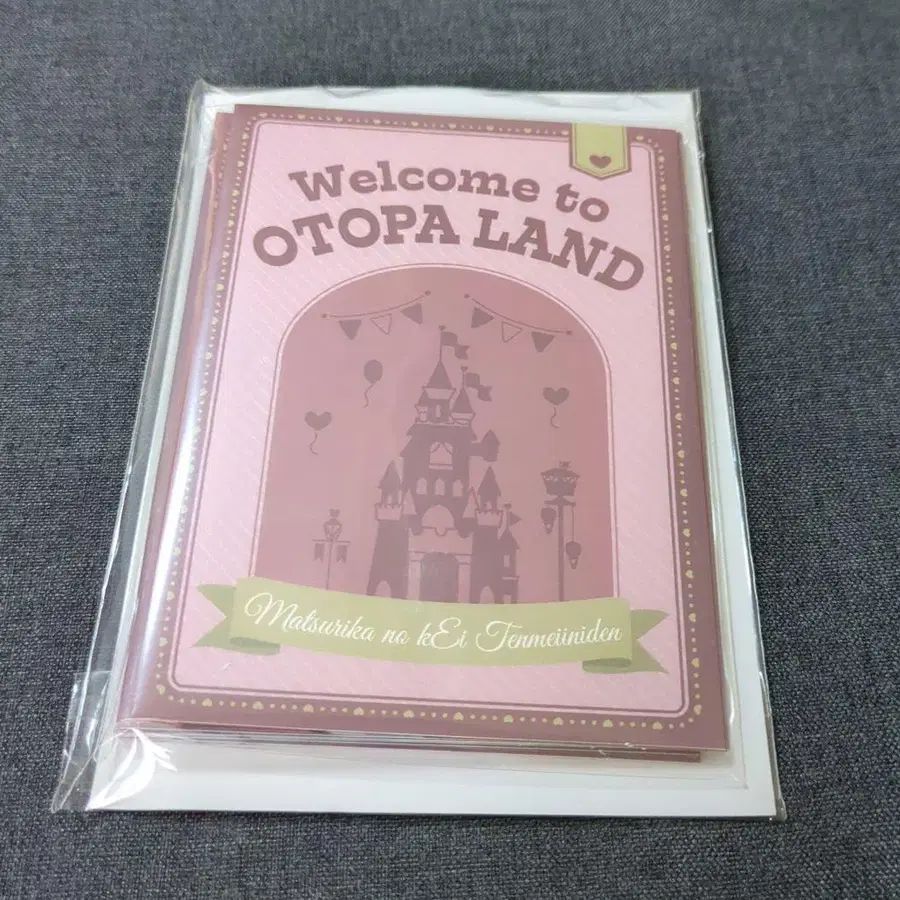 Welcome to
OTOPA LAND
Matsurika no kEi Tenmeiiniden